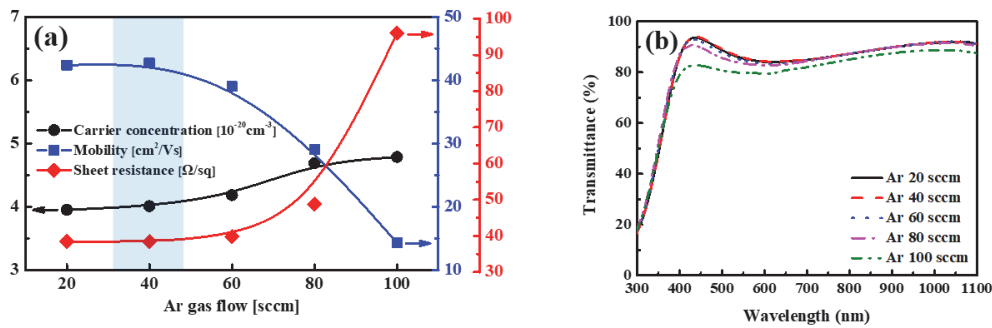 (a)
7
6
5
4
3
20 40 60 80 100
Ar gas flow [sccm]
50
40
30
20
10
100
90
80
70
60
50
40
30
Carrier concentration [10⁻²⁰cm⁻³]
Mobility [cm²/Vs]
Sheet resistance [Ω/sq]
(b)
Transmittance (%)
100
80
60
40
20
0
300 400 500 600 700 800 900 1000 1100
Wavelength (nm)
Ar 20 sccm
Ar 40 sccm
Ar 60 sccm
Ar 80 sccm
Ar 100 sccm